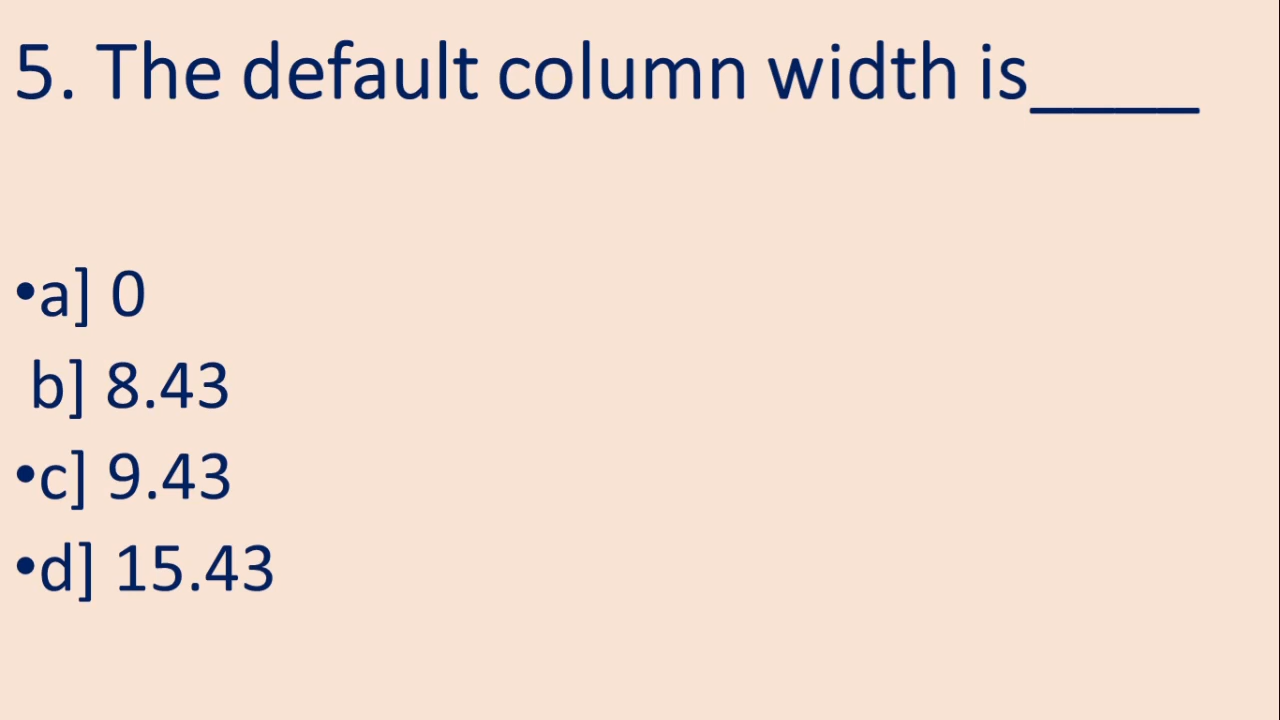 5. The default column width is____
•a] 0
b] 8.43
•c] 9.43
•d] 15.43